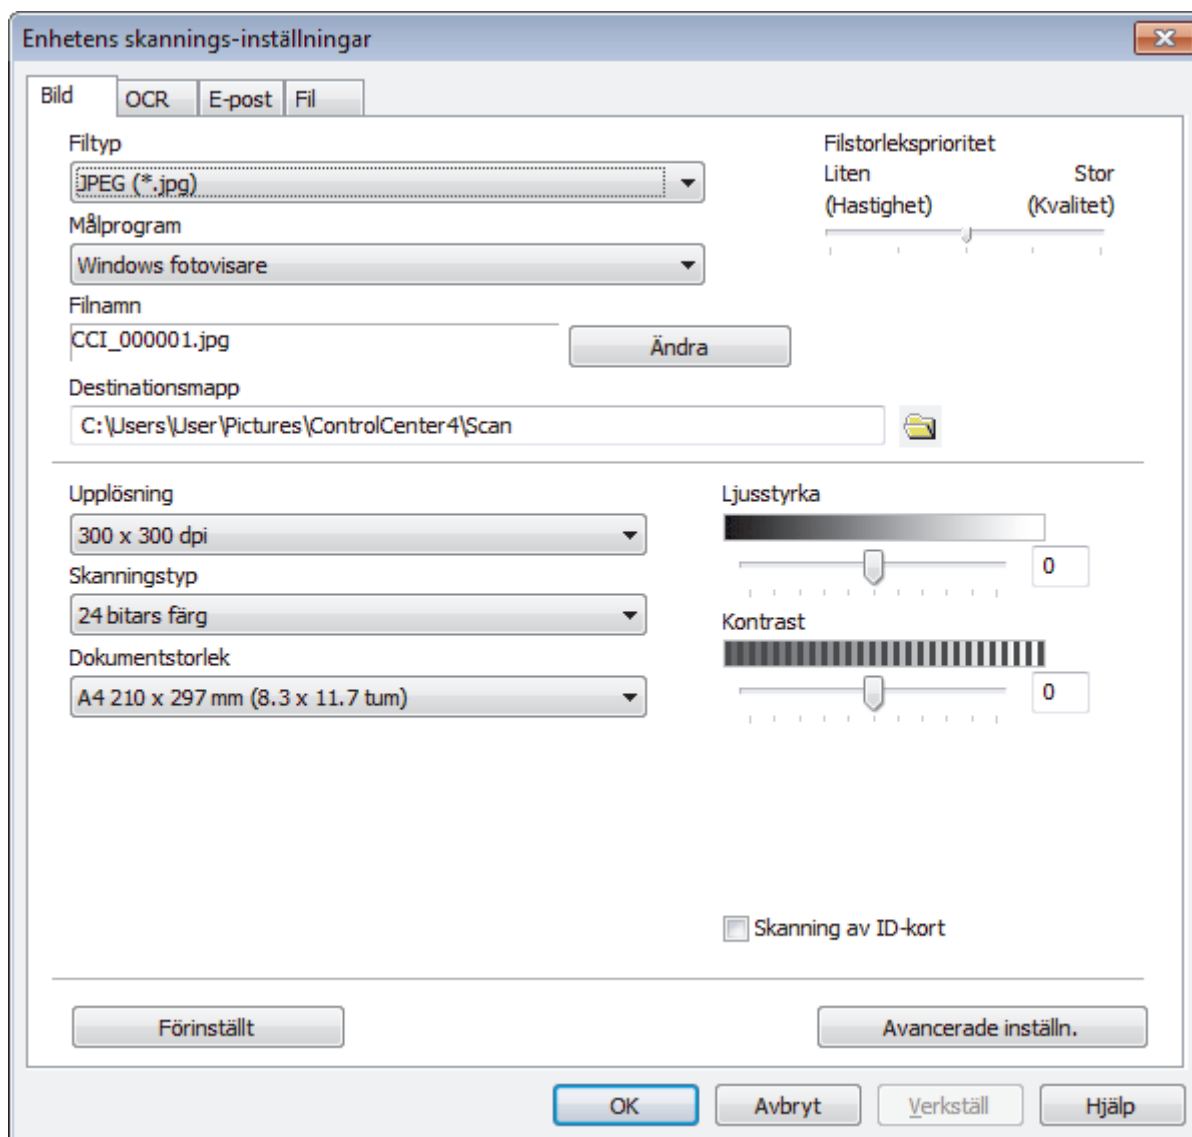 Enhetens skannings-inställningar
Bild OCR E-post Fil
Filtyp
JPEG (*.jpg)
Målprogram
Windows fotovisare
Filnamn
CCI_000001.jpg
Ändra
Destinationsmapp
C:\Users\User\Pictures\ControlCenter4\Scan
Filstorleksprioritet
Liten Stor
(Hastighet) (Kvalitet)
Upplösning
300 x 300 dpi
Skanningstyp
24 bitars färg
Dokumentstorlek
A4 210 x 297 mm (8.3 x 11.7 tum)
Ljusstyrka
0
Kontrast
0
Skanning av ID-kort
Förinställt
Avancerade inställn.
OK Avbryt Verkställ Hjälp